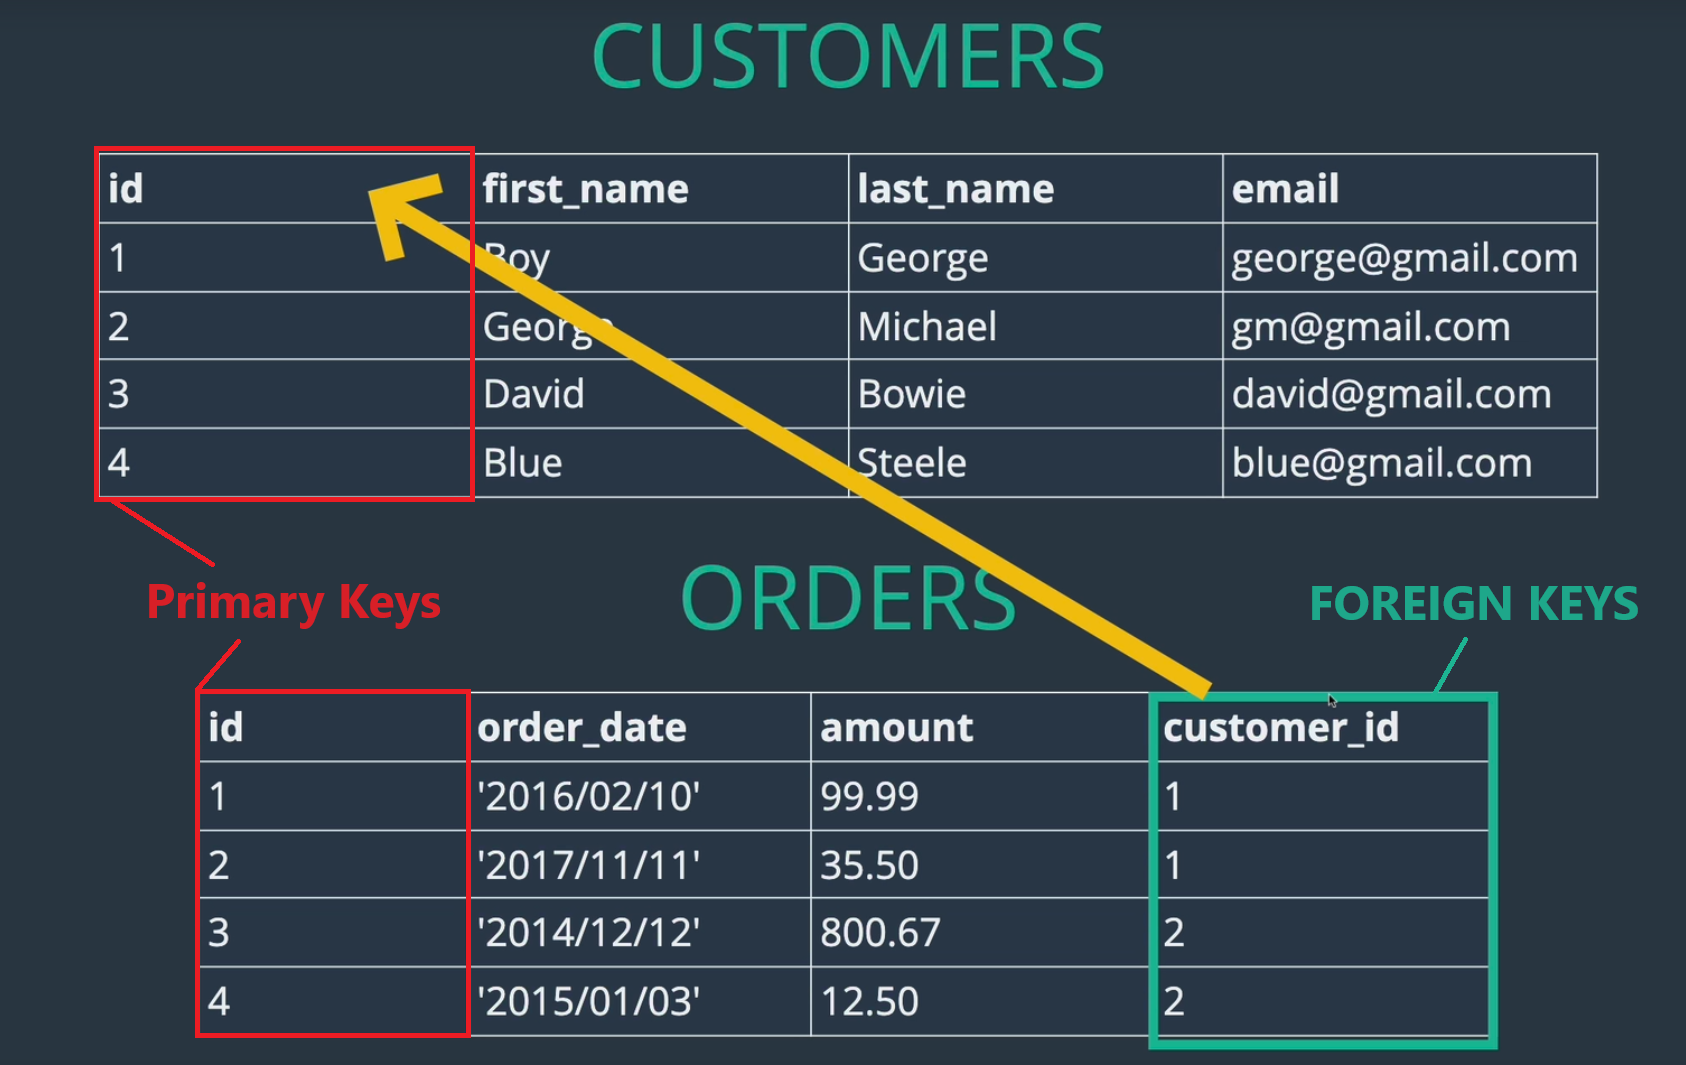 CUSTOMERS
id first_name last_name email
1 Boy George george@gmail.com
2 George Michael gm@gmail.com
3 David Bowie david@gmail.com
4 Blue Steele blue@gmail.com
Primary Keys
ORDERS
FOREIGN KEYS
id order_date amount customer_id
1 '2016/02/10' 99.99 1
2 '2017/11/11' 35.50 1
3 '2014/12/12' 800.67 2
4 '2015/01/03' 12.50 2